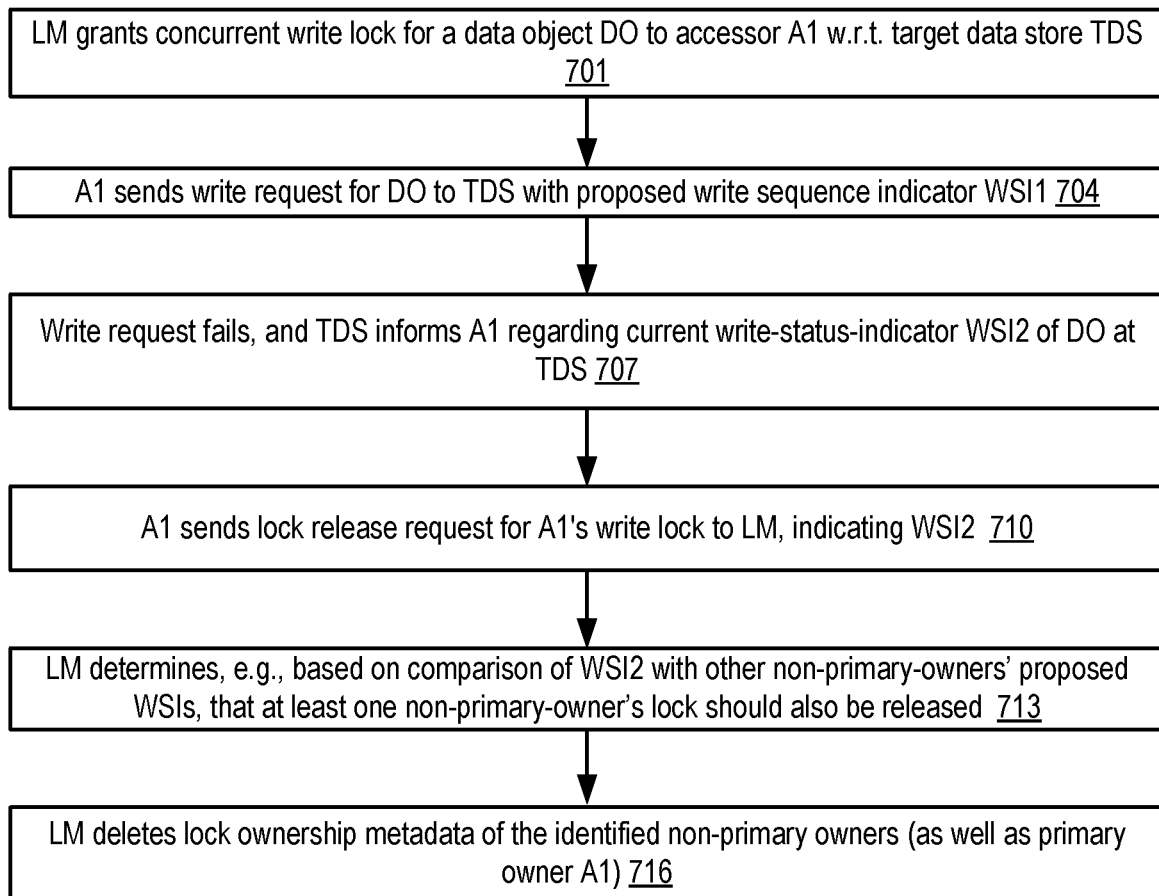 LM grants concurrent write lock for a data object DO to accessor A1 w.r.t. target data store TDS
701
A1 sends write request for DO to TDS with proposed write sequence indicator WSI1 704
Write request fails, and TDS informs A1 regarding current write-status-indicator WSI2 of DO at
TDS 707
A1 sends lock release request for A1's write lock to LM, indicating WSI2 710
LM determines, e.g., based on comparison of WSI2 with other non-primary-owners’ proposed
WSIs, that at least one non-primary-owner’s lock should also be released 713
LM deletes lock ownership metadata of the identified non-primary owners (as well as primary
owner A1) 716